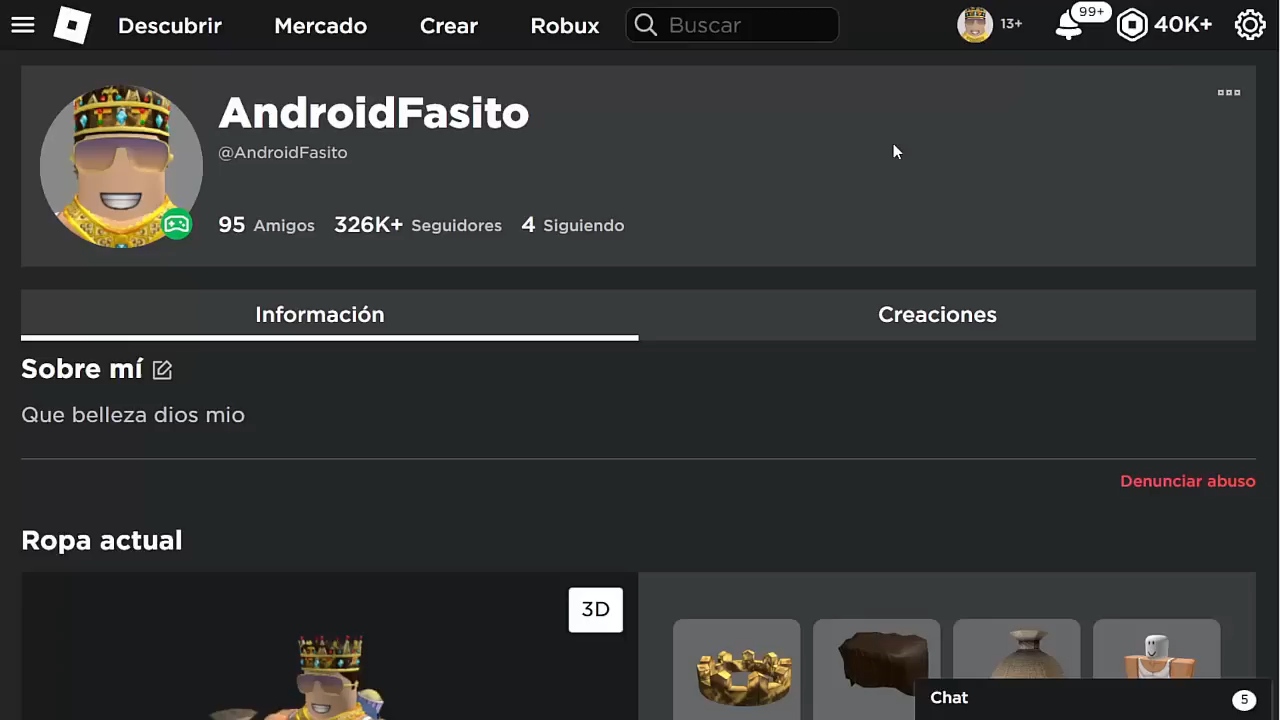 Descubrir Mercado Crear Robux Buscar 13+ 99+ 40K+
AndroidFasito
@AndroidFasito
95 Amigos 326K+ Seguidores 4 Siguiendo
Información Creaciones
Sobre mí
Que belleza dios mio
Denunciar abuso
Ropa actual
3D
Chat 5